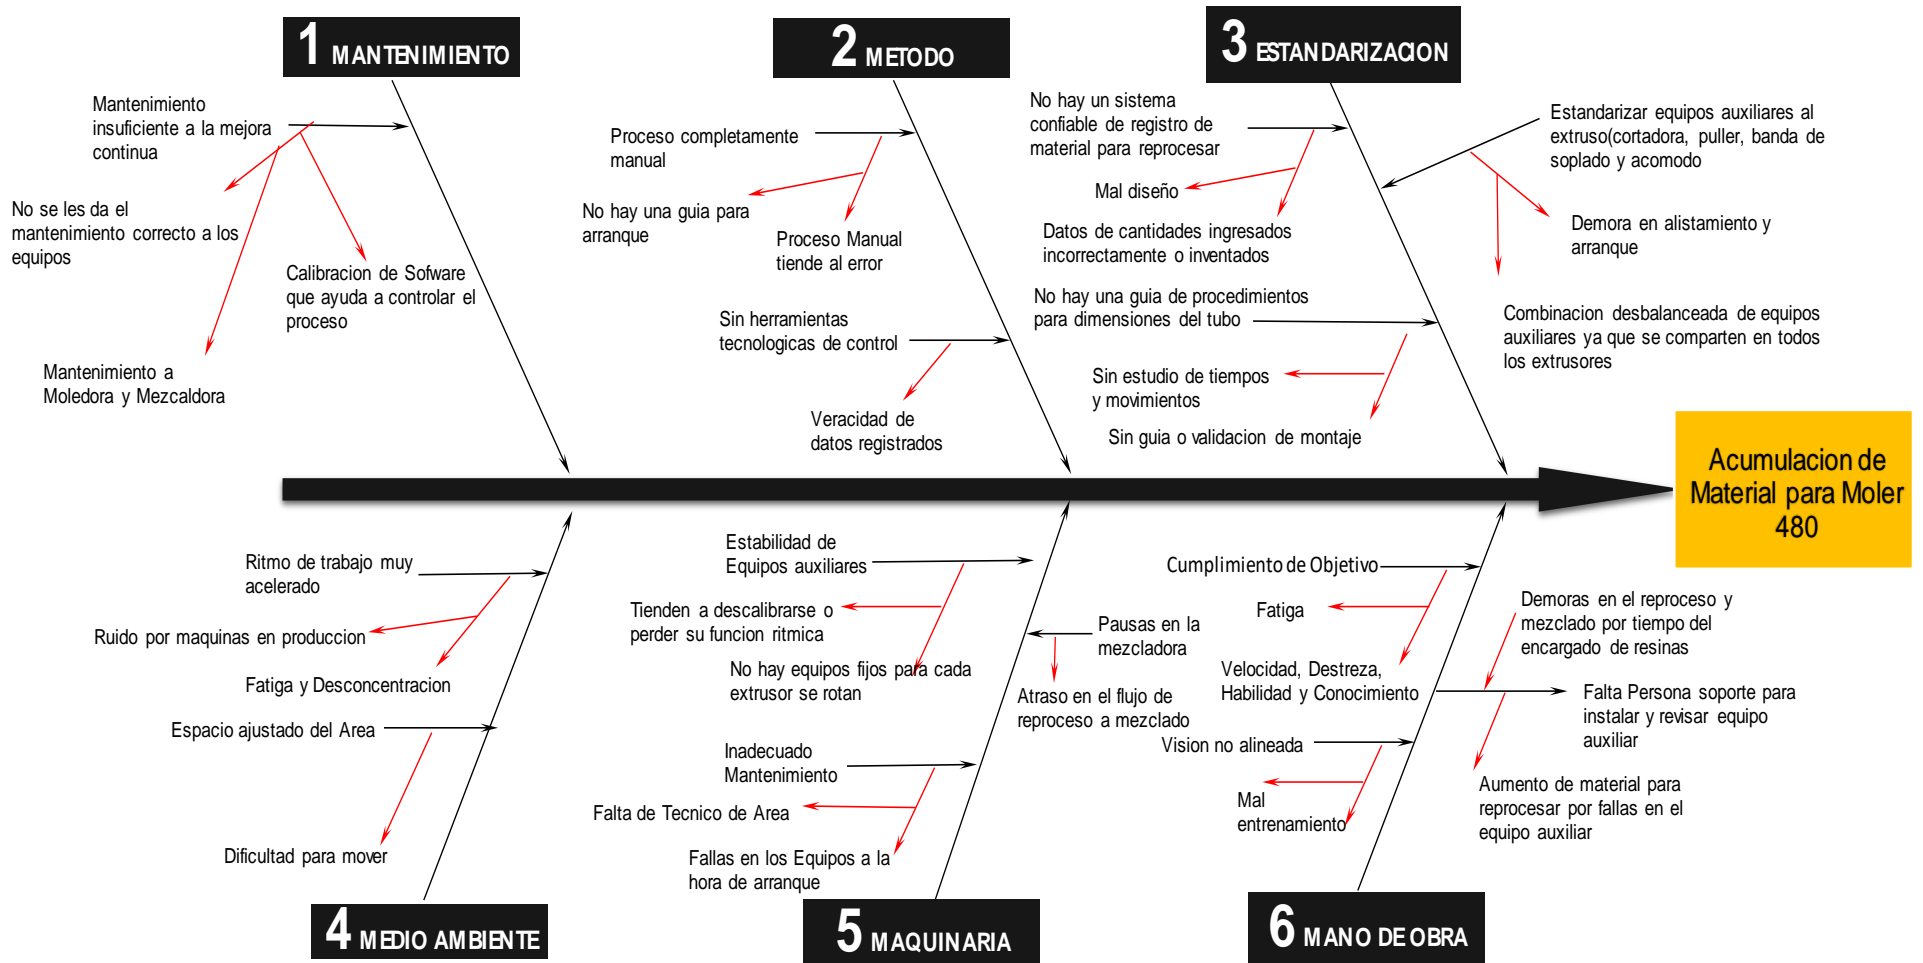 1 MANTENIMIENTO
2 METODO
3 ESTANDARIZACION
Mantenimiento
insuficiente a la mejora
continua
No se les da el
mantenimiento correcto a los
equipos
Calibracion de Sofware
que ayuda a controlar el
proceso
Mantenimiento a
Moledora y Mezcaldora
Proceso completamente
manual
No hay una guia para
arranque
Proceso Manual
tiende al error
Sin herramientas
tecnologicas de control
Veracidad de
datos registrados
No hay un sistema
confiable de registro de
material para reprocesar
Mal diseño
Datos de cantidades ingresados
incorrectamente o inventados
No hay una guia de procedimientos
para dimensiones del tubo
Sin estudio de tiempos
y movimientos
Sin guia o validacion de montaje
Estandarizar equipos auxiliares al
extruso(cortadora, puller, banda de
soplado y acomodo
Demora en alistamiento y
arranque
Combinacion desbalanceada de equipos
auxiliares ya que se comparten en todos
los extrusores
Acumulacion de
Material para Moler
480
Ritmo de trabajo muy
acelerado
Ruido por maquinas en produccion
Fatiga y Desconcentracion
Espacio ajustado del Area
Dificultad para mover
Estabilidad de
Equipos auxiliares
Tienden a descalibrarse o
perder su funcion ritmica
No hay equipos fijos para cada
extrusor se rotan
Pausas en la
mezcladora
Atraso en el flujo de
reproceso a mezclado
Inadecuado
Mantenimiento
Falta de Tecnico de Area
Fallas en los Equipos a la
hora de arranque
Cumplimiento de Objetivo
Fatiga
Velocidad, Destreza,
Habilidad y Conocimiento
Vision no alineada
Mal
entrenamiento
Demoras en el reproceso y
mezclado por tiempo del
encargado de resinas
Falta Persona soporte para
instalar y revisar equipo
auxiliar
Aumento de material para
reprocesar por fallas en el
equipo auxiliar
4 MEDIO AMBIENTE
5 MAQUINARIA
6 MANO DE OBRA